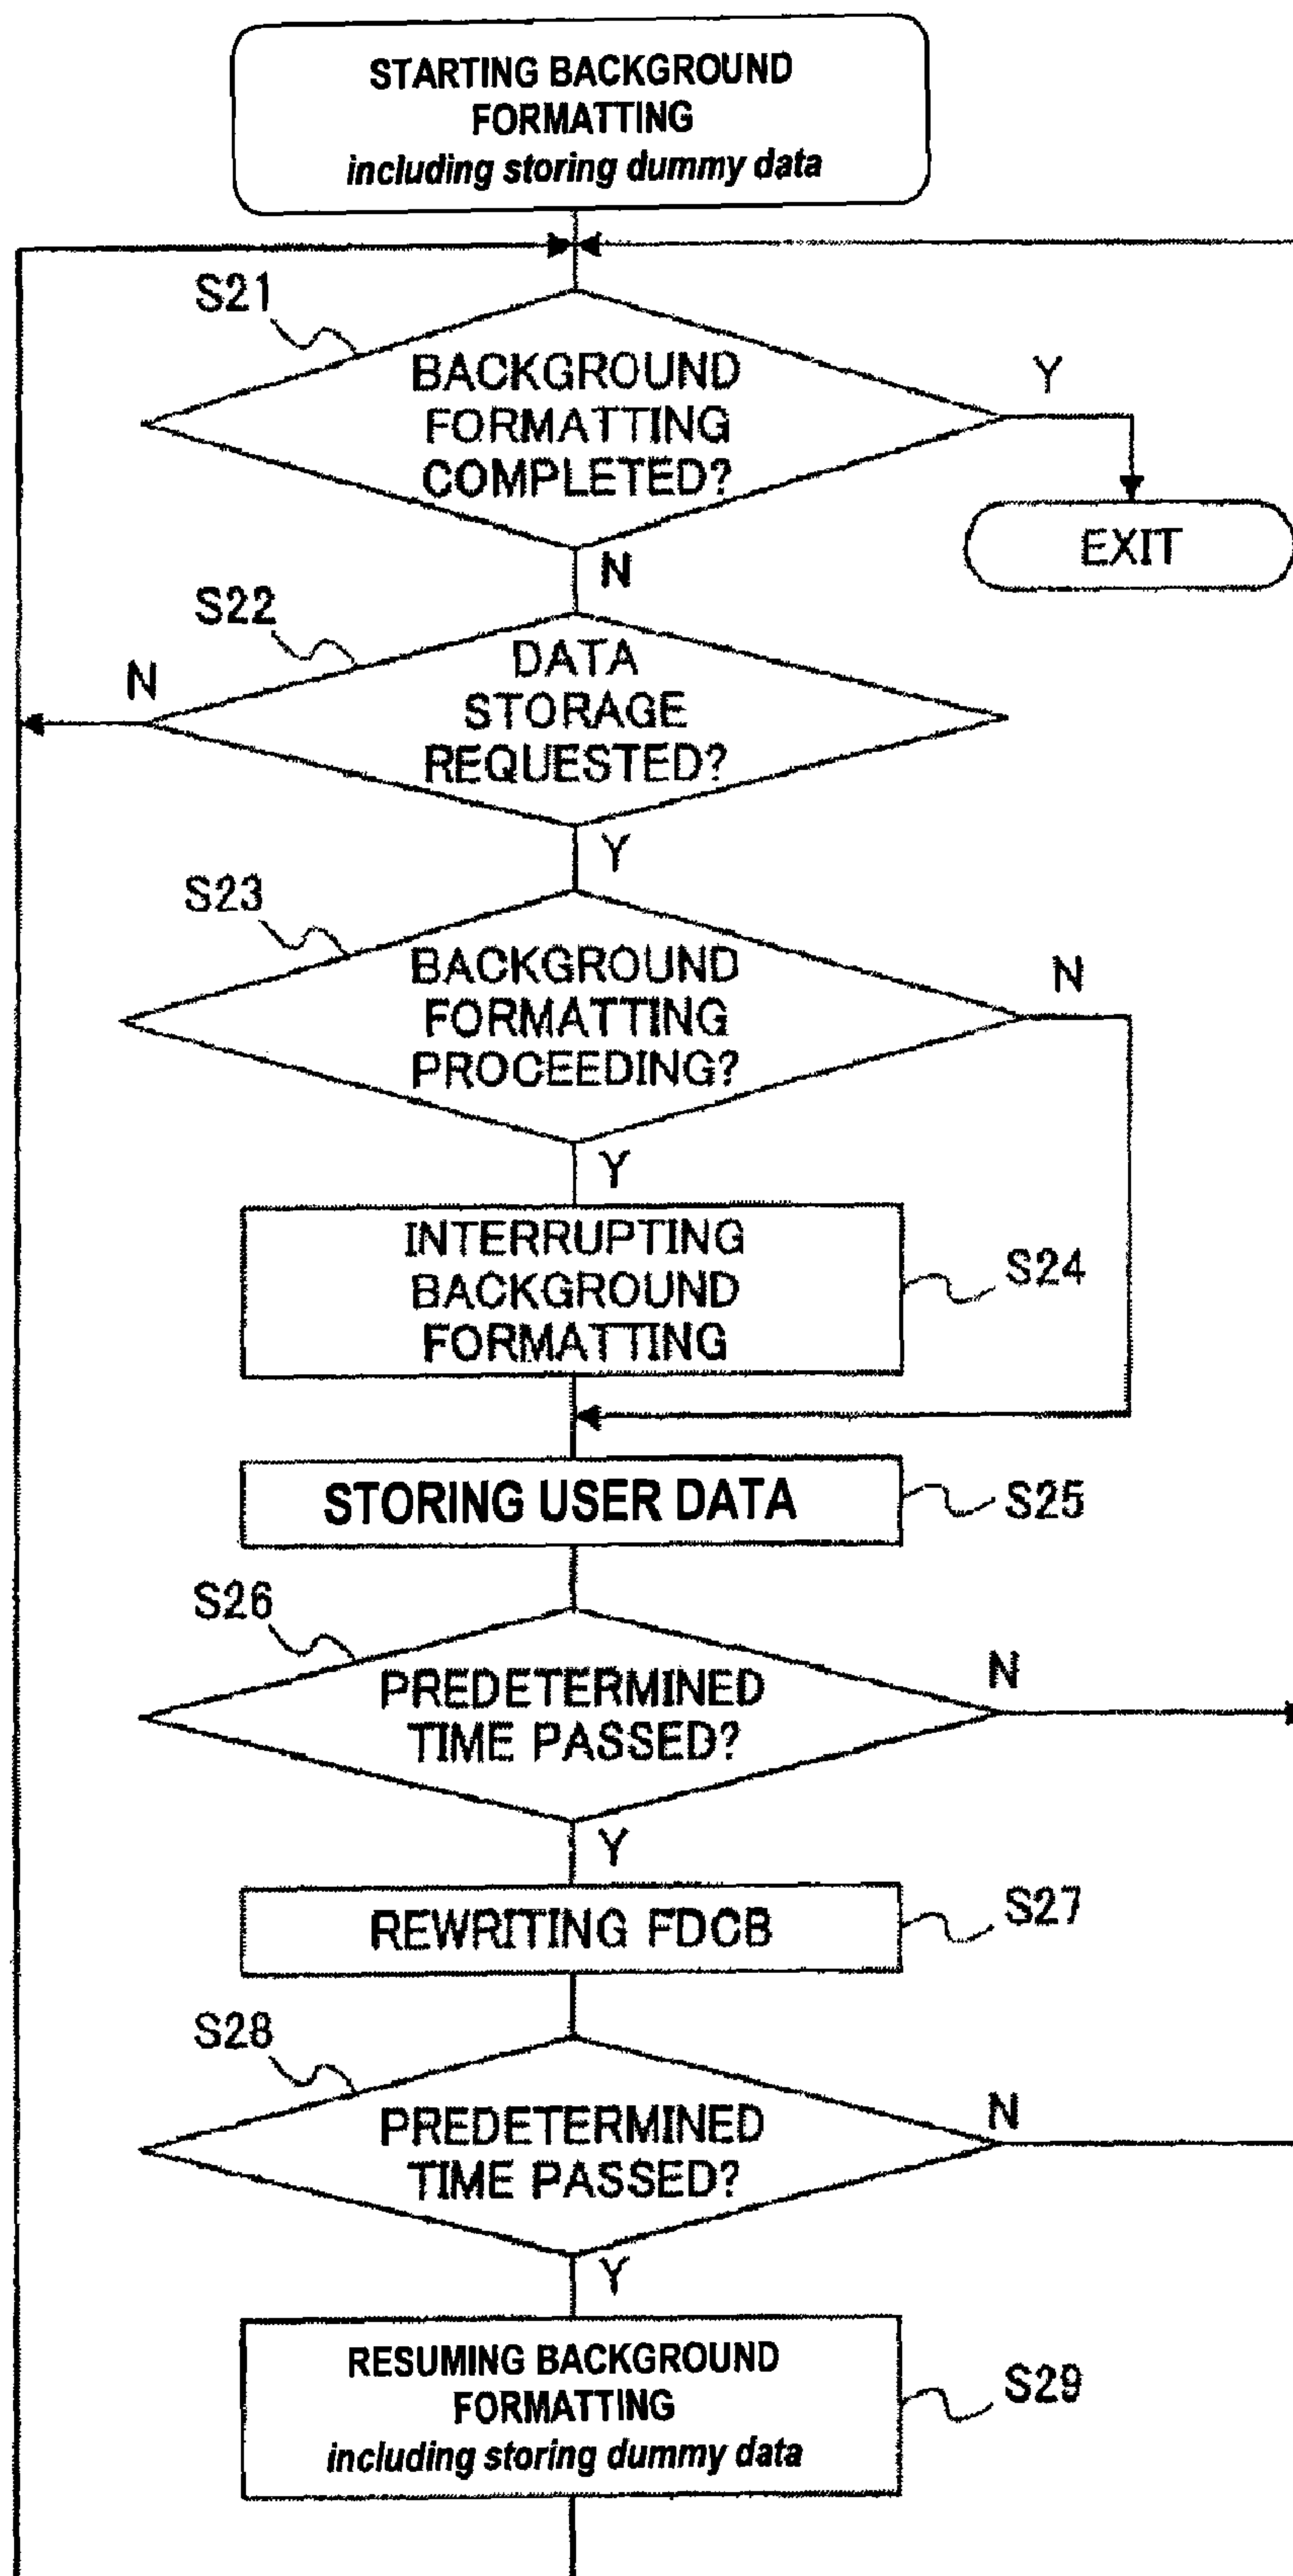 STARTING BACKGROUND
FORMATTING
including storing dummy data
S21
BACKGROUND
FORMATTING
COMPLETED?
Y
EXIT
N
S22
DATA
STORAGE
REQUESTED?
N
Y
S23
BACKGROUND
FORMATTING
PROCEEDING?
N
Y
INTERRUPTING
BACKGROUND
FORMATTING
S24
STORING USER DATA
S25
S26
PREDETERMINED
TIME PASSED?
N
Y
REWRITING FDCB
S27
S28
PREDETERMINED
TIME PASSED?
N
Y
RESUMING BACKGROUND
FORMATTING
including storing dummy data
S29